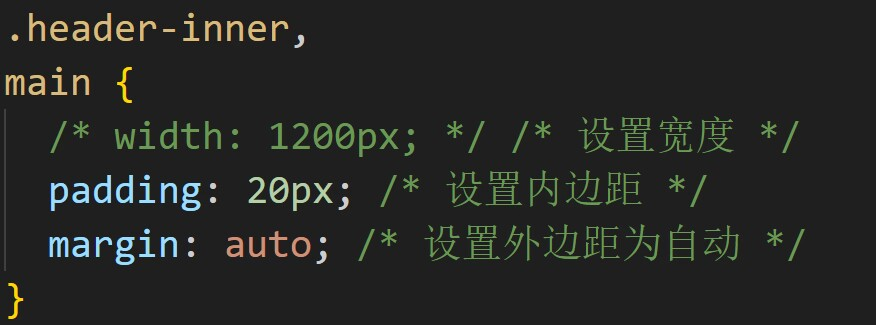 .header-inner,
main {
/* width: 1200px; */ /* 设置宽度 */
padding: 20px; /* 设置内边距 */
margin: auto; /* 设置外边距为自动 */
}